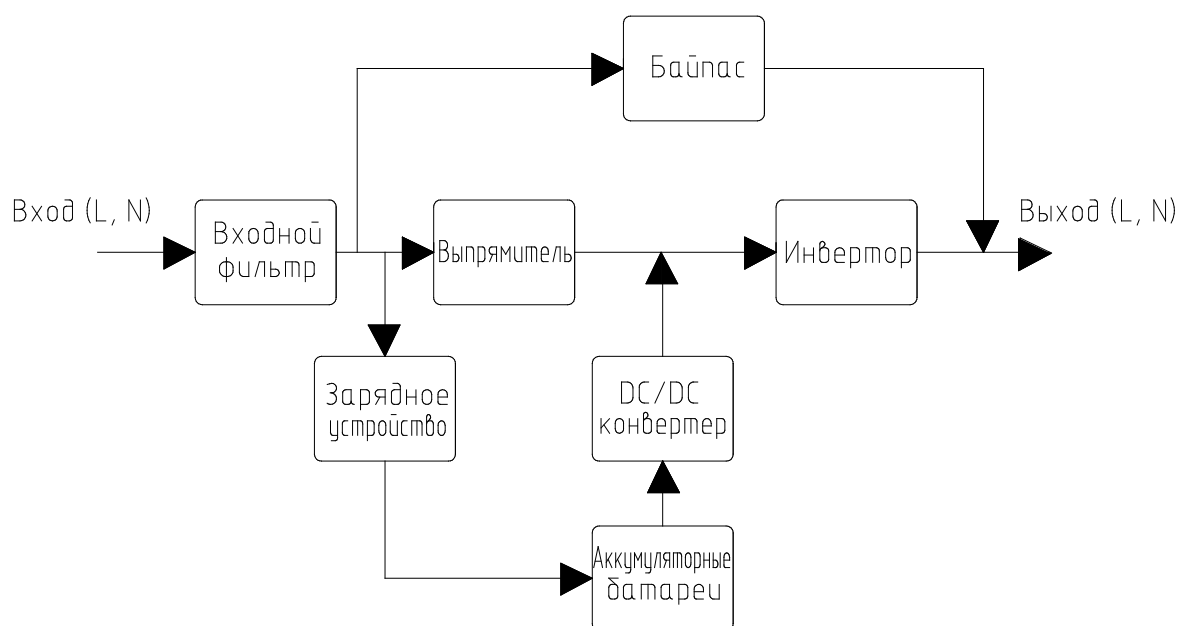 Байпас
Вход (L, N)
Входной
фильтр
Выпрямитель
Инвертор
Выход (L, N)
Зарядное
устройство
DC/DC
конвертер
Аккумуляторные
батареи